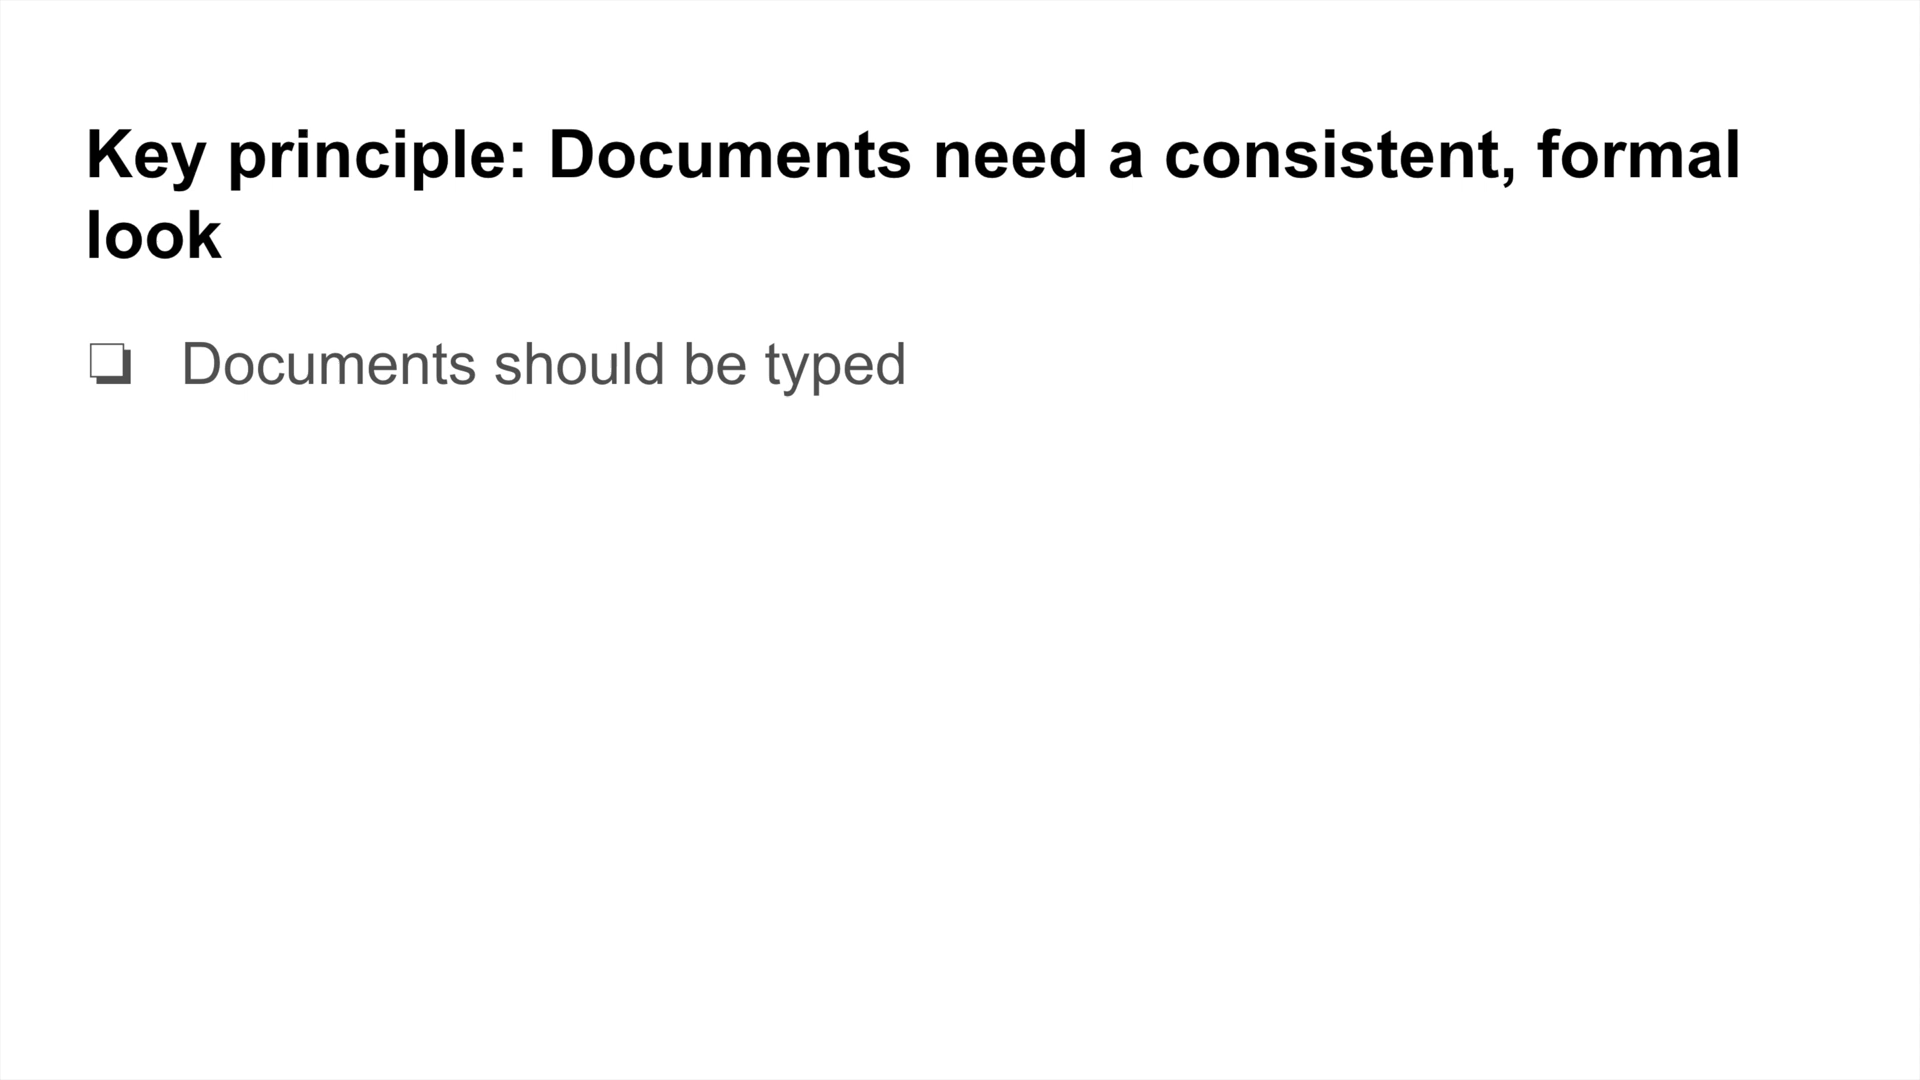 Key principle: Documents need a consistent, formal
look
❏ Documents should be typed